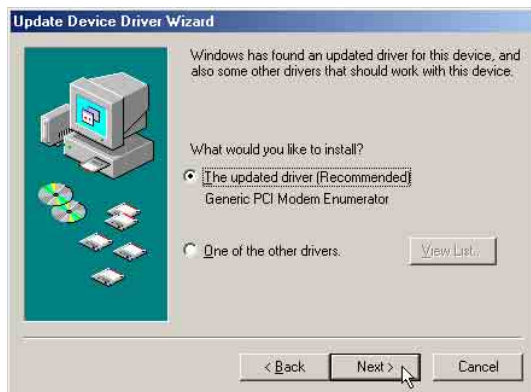 Update Device Driver Wizard
Windows has found an updated driver for this device, and
also some other drivers that should work with this device.
What would you like to install?
The updated driver (Recommended)
Generic PCI Modem Enumerator
One of the other drivers.
View List..
< Back
Next >
Cancel